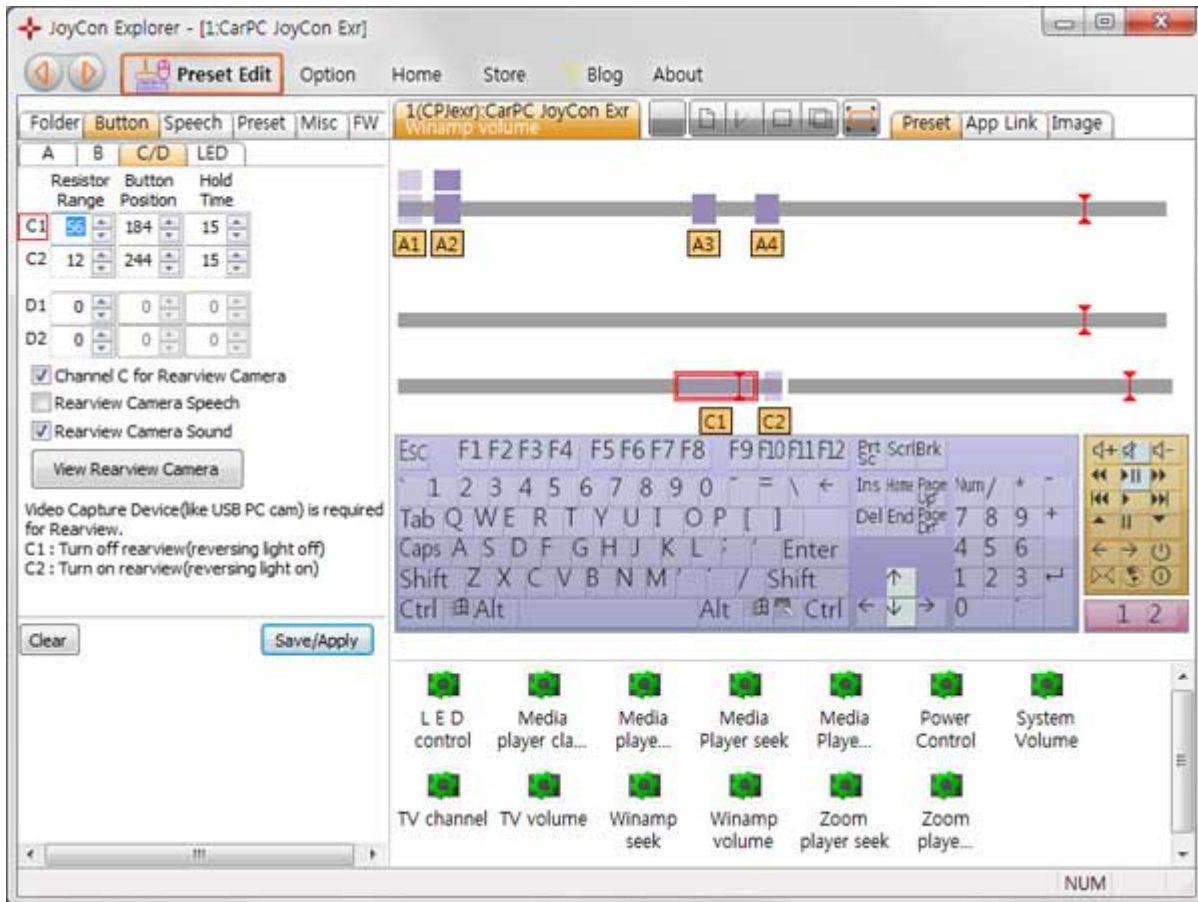 JoyCon Explorer - [1:CarPC JoyCon Exr]
Preset Edit Option Home Store Blog About
Folder Button Speech Preset Misc FW
1(CPJexr):CarPC JoyCon Exr
Winamp volume
Preset App Link Image
A B C/D LED
Resistor Button Hold
Range Position Time
C1 56 184 15
C2 12 244 15
D1 0 0 0
D2 0 0 0
Channel C for Rearview Camera
Rearview Camera Speech
Rearview Camera Sound
View Rearview Camera
Video Capture Device(like USB PC cam) is required
for Rearview.
C1 : Turn off rearview(reversing light off)
C2 : Turn on rearview(reversing light on)
Clear Save/Apply
A1 A2 A3 A4
C1 C2
Esc F1 F2 F3 F4 F5 F6 F7 F8 F9 F10 F11 F12 Prt Sc ScrlBrk
` 1 2 3 4 5 6 7 8 9 0 - = \ ← Ins Home Page Up Num / * -
Tab Q W E R T Y U I O P [ ] Del End Page Dn 7 8 9 +
Caps A S D F G H J K L ; ' Enter 4 5 6
Shift Z X C V B N M / Shift ↑ 1 2 3
Ctrl Alt Alt Ctrl ← ↓ → 0
1 2
L E D control
Media player cla...
Media playe...
Media Player seek
Media Playe...
Power Control
System Volume
TV channel
TV volume
Winamp seek
Winamp volume
Zoom player seek
Zoom playe...
NUM